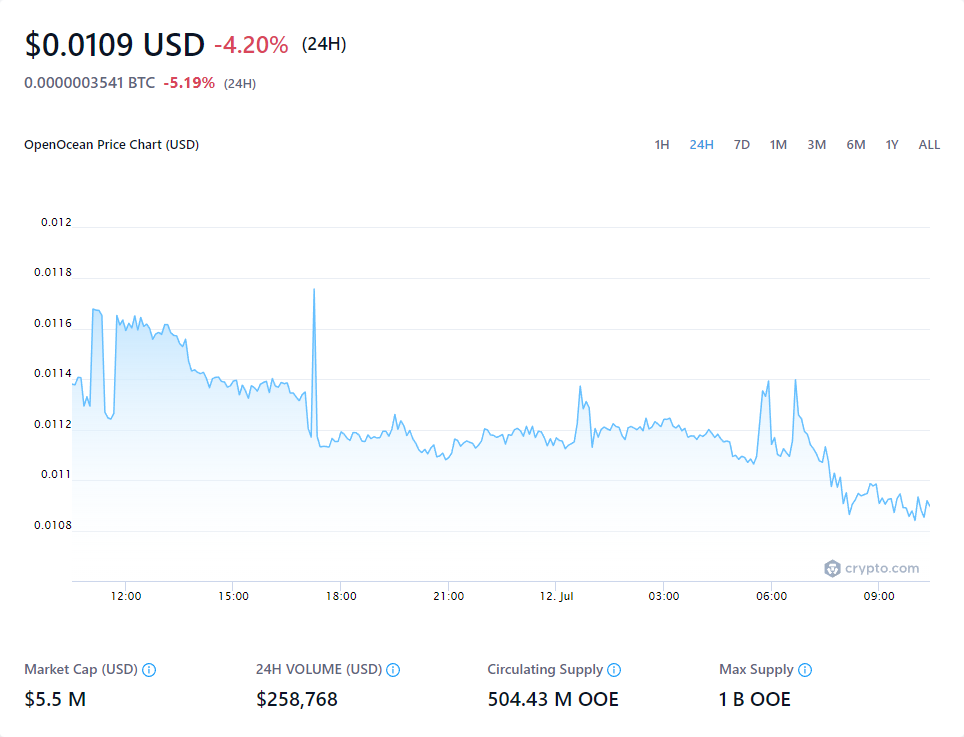 $0.0109 USD -4.20% (24H)
0.0000003541 BTC -5.19% (24H)
OpenOcean Price Chart (USD) 1H 24H 7D 1M 3M 6M 1Y ALL
0.012
0.0118
0.0116
0.0114
0.0112
0.011
0.0108
crypto.com
12:00 15:00 18:00 21:00 12. Jul 03:00 06:00 09:00
Market Cap (USD) 24H VOLUME (USD) Circulating Supply Max Supply
$5.5 M $258,768 504.43 M OOE 1 B OOE